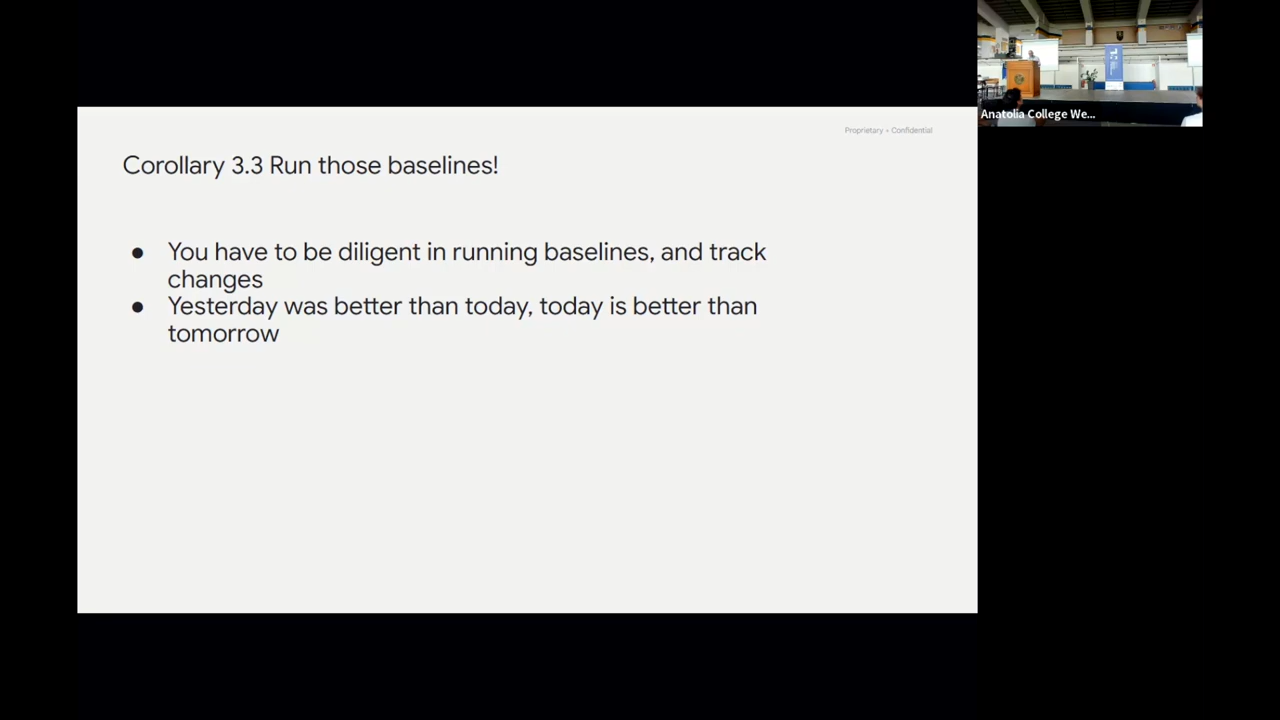 Proprietary + Confidential
Corollary 3.3 Run those baselines!
● You have to be diligent in running baselines, and track
changes
● Yesterday was better than today, today is better than
tomorrow
Anatolia College We...